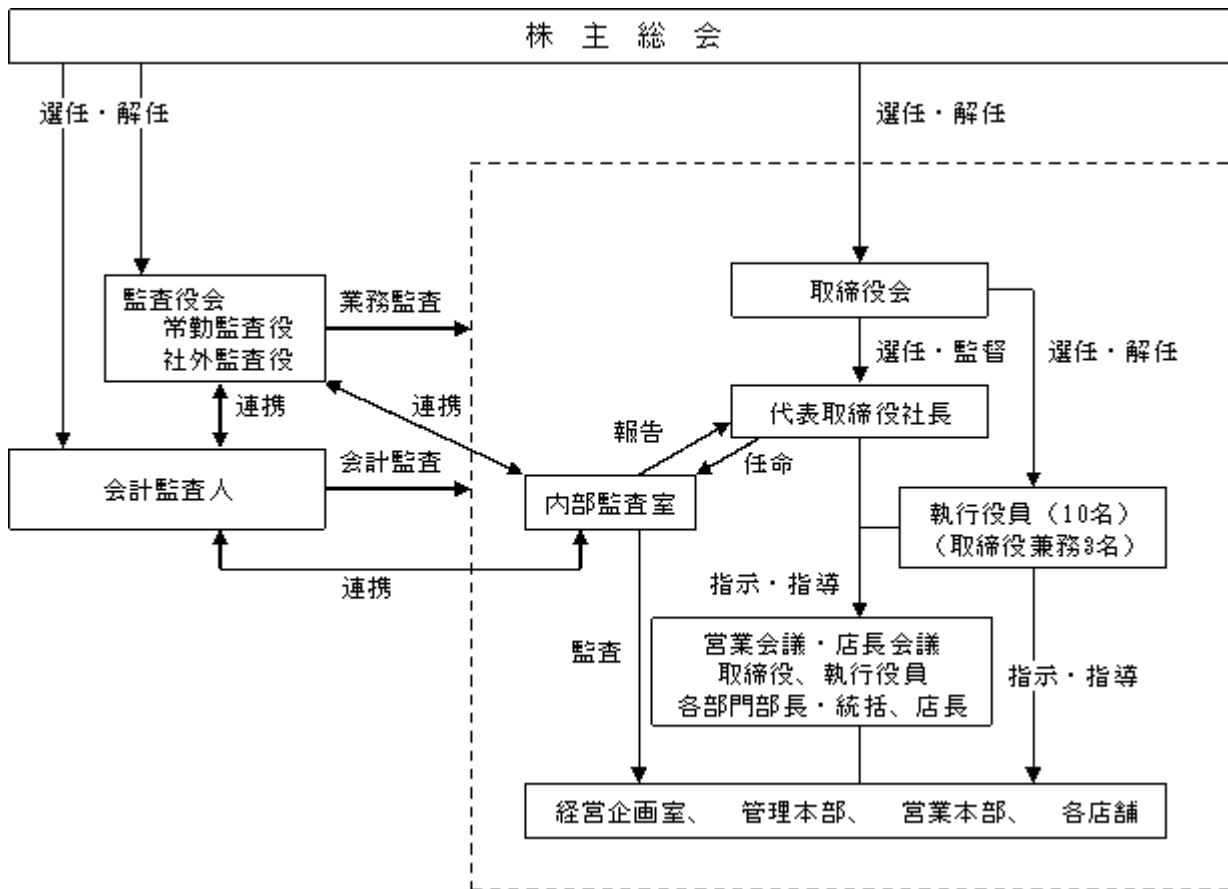 株主総会
選任・解任
選任・解任
監査役会
常勤監査役
社外監査役
業務監査
取締役会
選任・監督
選任・解任
連携
連携
代表取締役社長
報告
任命
会計監査人
会計監査
内部監査室
執行役員（10名）
（取締役兼務3名）
連携
指示・指導
監査
営業会議・店長会議
取締役、執行役員
各部門部長・統括、店長
指示・指導
経営企画室、　管理本部、　営業本部、　各店舗